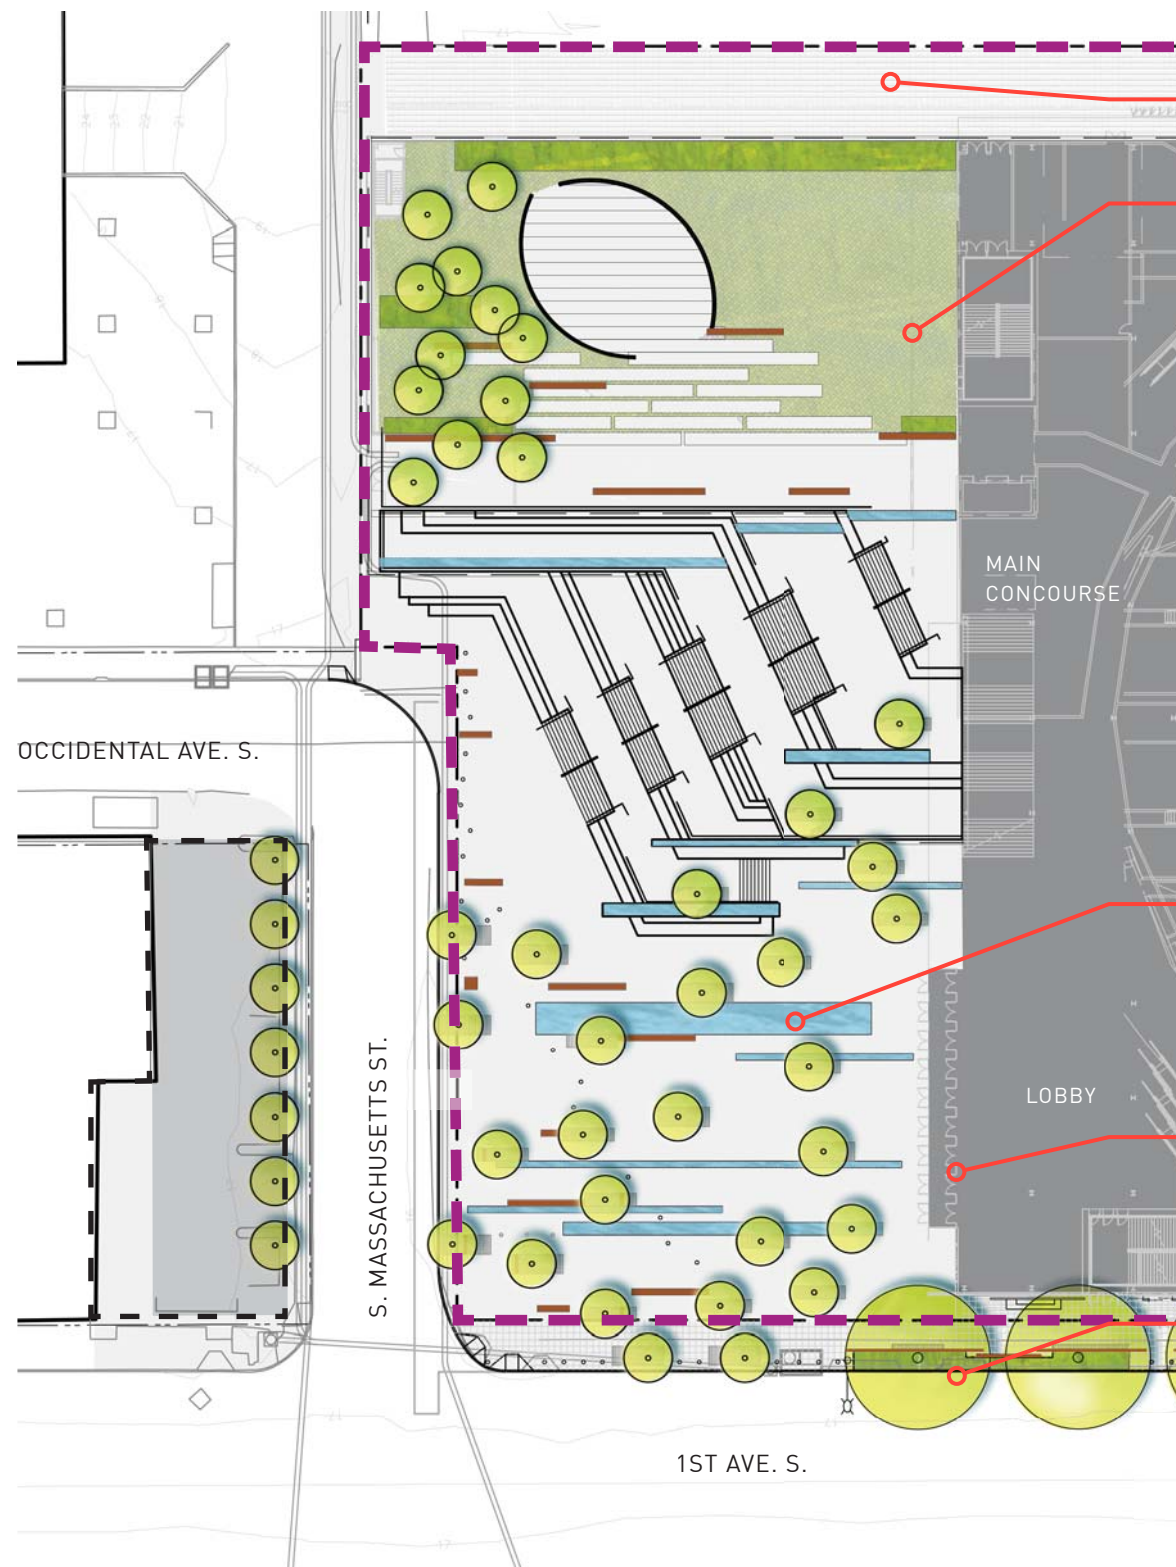 MAIN
CONCOURSE
OCCIDENTAL AVE. S.
S. MASSACHUSETTS ST.
LOBBY
1ST AVE. S.